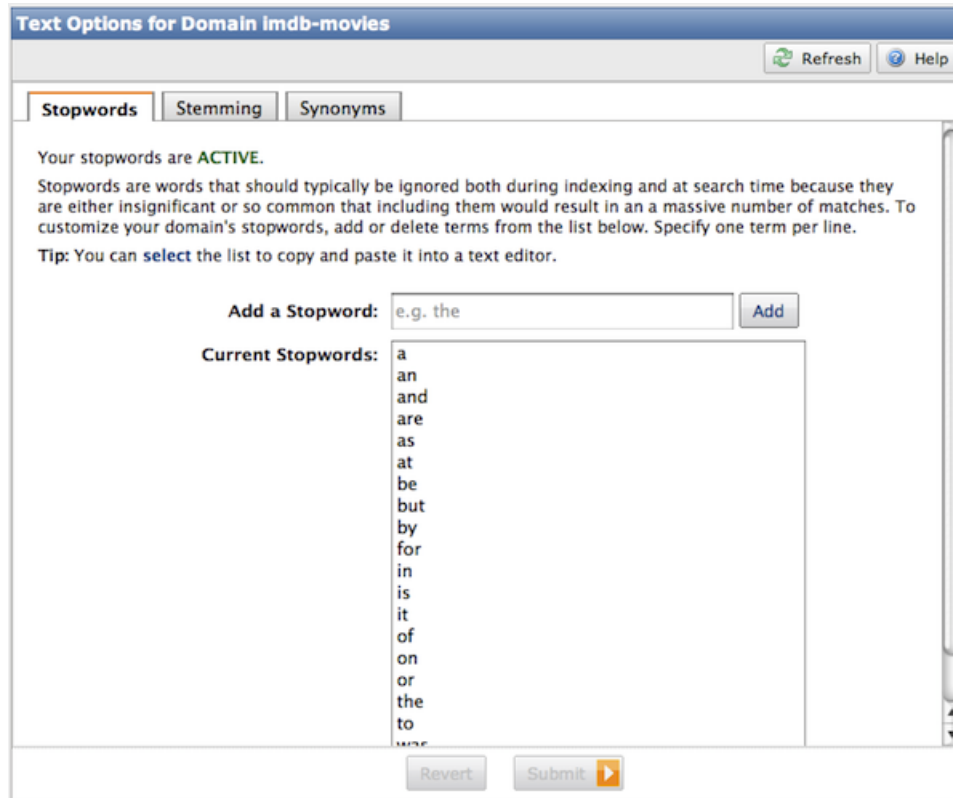 Text Options for Domain imdb-movies
Refresh Help
Stopwords Stemming Synonyms
Your stopwords are ACTIVE.
Stopwords are words that should typically be ignored both during indexing and at search time because they
are either insignificant or so common that including them would result in an a massive number of matches. To
customize your domain's stopwords, add or delete terms from the list below. Specify one term per line.
Tip: You can select the list to copy and paste it into a text editor.
Add a Stopword: e.g. the Add
Current Stopwords: a
an
and
are
as
at
be
but
by
for
in
is
it
of
on
or
the
to
was
Revert Submit